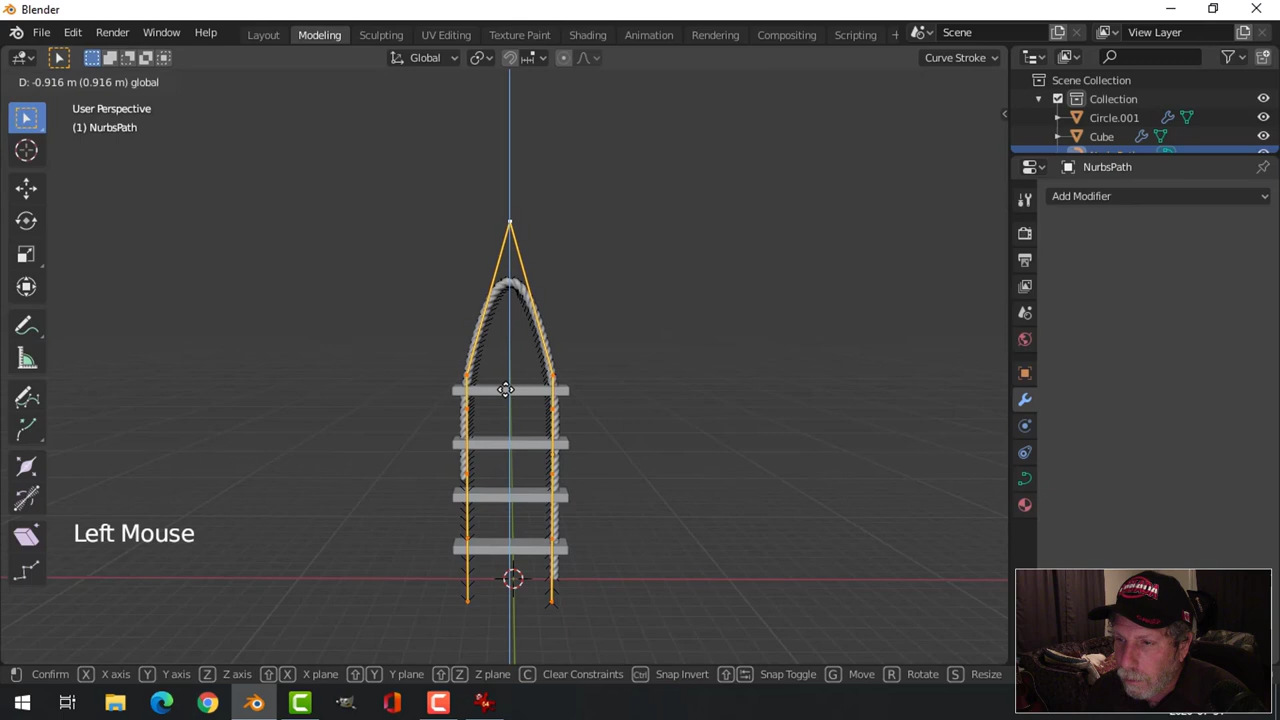 Blender
File Edit Render Window Help
Layout Modeling Sculpting UV Editing Texture Paint Shading Animation Rendering Compositing Scripting
Scene
View Layer
Global
Curve Stroke
D: -0.916 m (0.916 m) global
User Perspective
(1) NurbsPath
Scene Collection
Collection
Circle.001
Cube
NurbsPath
Add Modifier
Left Mouse
Confirm X X axis Y Y axis Z Z axis X X plane Y Y plane Z Z plane C Clear Constraints Ctrl Snap Invert Snap Toggle G Move R Rotate S Resize